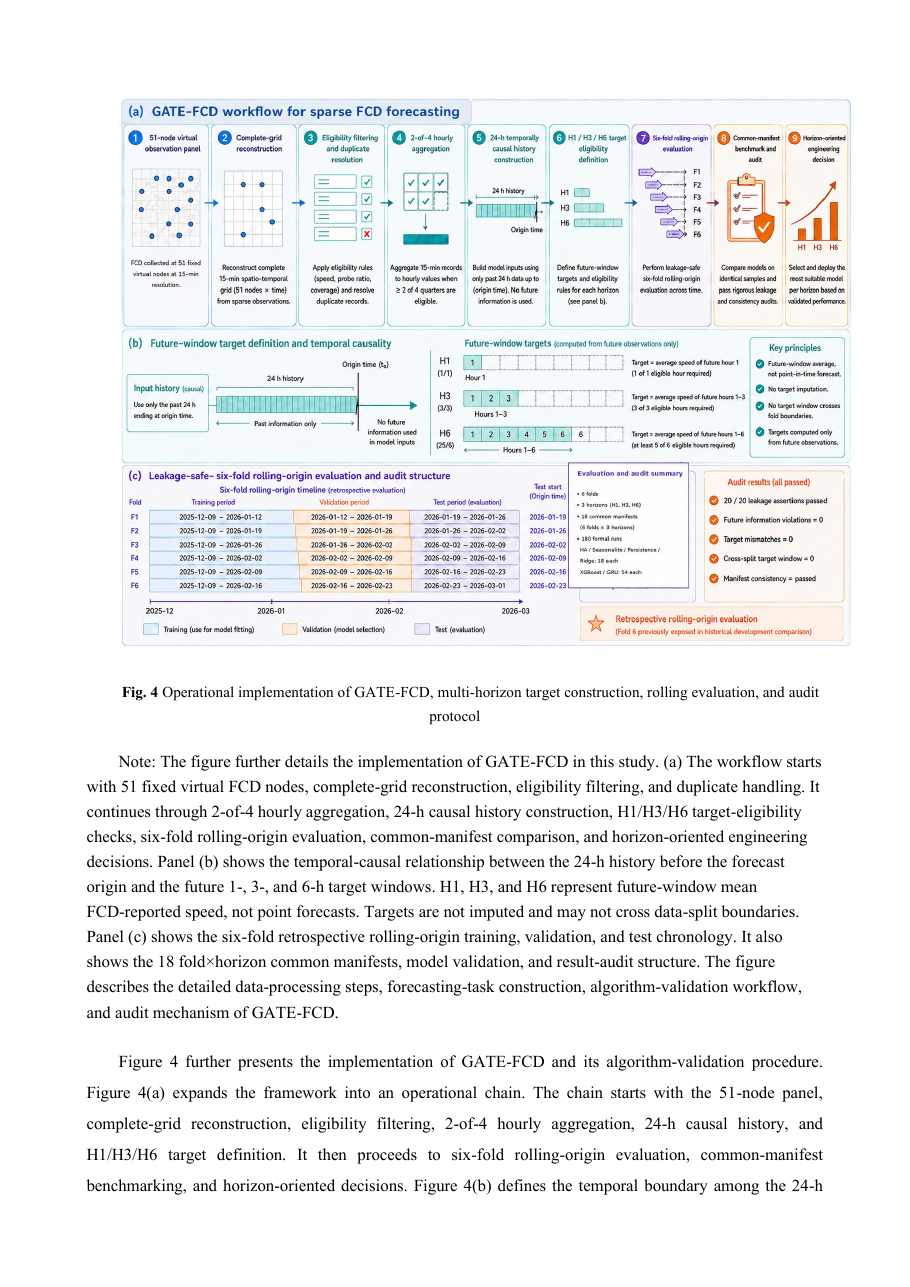 (a) GATE-FCD workflow for sparse FCD forecasting
1 51-node virtual
observation panel
FCD collected at 51 fixed
virtual nodes at 15-min
resolution.
2 Complete-grid
reconstruction
Reconstruct complete
15-min spatio-temporal
grid (51 nodes × time)
from sparse observations.
3 Eligibility filtering
and duplicate
resolution
Apply eligibility rules
(speed, probe ratio,
coverage) and resolve
duplicate records.
4 2-of-4 hourly
aggregation
Aggregate 15-min records
to hourly values when
≥ 2 of 4 quarters are
eligible.
5 24-h temporally
causal history
construction
24 h history
Origin time
Build model inputs using
only past 24 h data up to
(origin time). No future
information is used.
6 H1 / H3 / H6 target
eligibility
definition
H1
H3
H6
Define future-window
targets and eligibility
rules for each horizon
(see panel b).
7 Six-fold rolling-origin
evaluation
F1
F2
F3
F4
F5
F6
Perform leakage-safe
six-fold rolling-origin
evaluation across time.
8 Common-manifest
benchmark and
audit
Compare models on
identical samples and
pass rigorous leakage
and consistency audits.
9 Horizon-oriented
engineering
decision
H1 H3 H6
Select and deploy the
most suitable model
per horizon based on
validated performance.
(b) Future-window target definition and temporal causality
Input history (causal)
Use only the past 24 h
ending at origin time.
Origin time (t₀)
24 h history
Past information only
No future
information used
in model inputs
Future-window targets (computed from future observations only)
H1
(1/1)
1
Hour 1
Target = average speed of future hour 1
(1 of 1 eligible hour required)
H3
(3/3)
1 2 3
Hours 1–3
Target = average speed of future hours 1–3
(3 of 3 eligible hours required)
H6
(25/6)
1 2 3 4 5 6 6
Hours 1–6
Target = average speed of future hours 1–6
(at least 5 of 6 eligible hours required)
Key principles
Future-window average,
not point-in-time forecast.
No target imputation.
No target window crosses
fold boundaries.
Targets computed only
from future observations.
(c) Leakage-safe- six-fold rolling-origin evaluation and audit structure
Six-fold rolling-origin timeline (retrospective evaluation)
Fold Training period Validation period Test period (evaluation) Test start
(Origin time)
F1 2025-12-09 – 2026-01-12 2026-01-12 – 2026-01-19 2026-01-19 – 2026-01-26 2026-01-19
F2 2025-12-09 – 2026-01-19 2026-01-19 – 2026-01-26 2026-01-26 – 2026-02-02 2026-01-26
F3 2025-12-09 – 2026-01-26 2026-01-26 – 2026-02-02 2026-02-02 – 2026-02-09 2026-02-02
F4 2025-12-09 – 2026-02-02 2026-02-02 – 2026-02-09 2026-02-09 – 2026-02-16 2026-02-09
F5 2025-12-09 – 2026-02-09 2026-02-09 – 2026-02-16 2026-02-16 – 2026-02-23 2026-02-16
F6 2025-12-09 – 2026-02-16 2026-02-16 – 2026-02-23 2026-02-23 – 2026-03-01 2026-02-23
2025-12 2026-01 2026-02 2026-03
Training (use for model fitting) Validation (model selection) Test (evaluation)
Evaluation and audit summary
• 6 folds
• 3 horizons (H1, H3, H6)
• 18 common manifests
(6 folds × 3 horizons)
• 180 formal runs
HA / Seasonalite / Persistence /
Ridge: 18 each
XGBoost / GRU: 54 each
Audit results (all passed)
20 / 20 leakage assertions passed
Future information violations = 0
Target mismatches = 0
Cross-split target window = 0
Manifest consistency = passed
Retrospective rolling-origin evaluation
(Fold 6 previously exposed in historical development comparison)
Fig. 4 Operational implementation of GATE-FCD, multi-horizon target construction, rolling evaluation, and audit
protocol
Note: The figure further details the implementation of GATE-FCD in this study. (a) The workflow starts
with 51 fixed virtual FCD nodes, complete-grid reconstruction, eligibility filtering, and duplicate handling. It
continues through 2-of-4 hourly aggregation, 24-h causal history construction, H1/H3/H6 target-eligibility
checks, six-fold rolling-origin evaluation, common-manifest comparison, and horizon-oriented engineering
decisions. Panel (b) shows the temporal-causal relationship between the 24-h history before the forecast
origin and the future 1-, 3-, and 6-h target windows. H1, H3, and H6 represent future-window mean
FCD-reported speed, not point forecasts. Targets are not imputed and may not cross data-split boundaries.
Panel (c) shows the six-fold retrospective rolling-origin training, validation, and test chronology. It also
shows the 18 fold×horizon common manifests, model validation, and result-audit structure. The figure
describes the detailed data-processing steps, forecasting-task construction, algorithm-validation workflow,
and audit mechanism of GATE-FCD.
Figure 4 further presents the implementation of GATE-FCD and its algorithm-validation procedure.
Figure 4(a) expands the framework into an operational chain. The chain starts with the 51-node panel,
complete-grid reconstruction, eligibility filtering, 2-of-4 hourly aggregation, 24-h causal history, and
H1/H3/H6 target definition. It then proceeds to six-fold rolling-origin evaluation, common-manifest
benchmarking, and horizon-oriented decisions. Figure 4(b) defines the temporal boundary among the 24-h